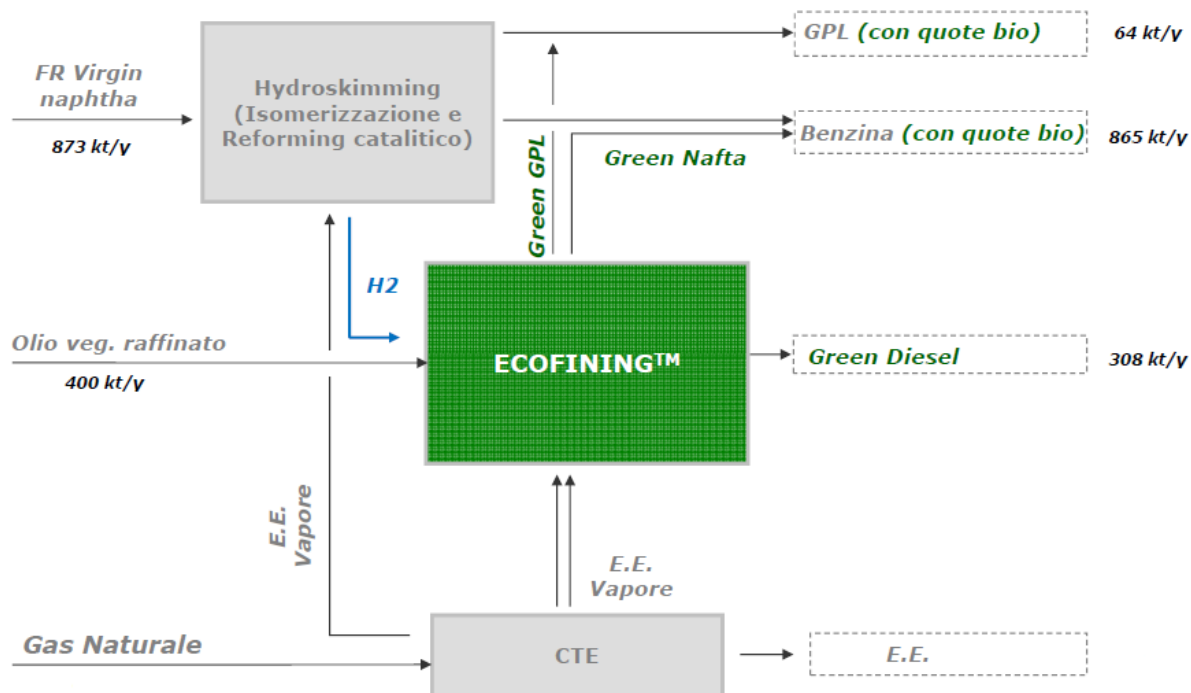 GPL (con quote bio)
64 kt/y
FR Virgin
naphtha
873 kt/y
Hydroskimming
(Isomerizzazione e
Reforming catalitico)
Benzina (con quote bio)
865 kt/y
Green GPL
Green Nafta
H2
Olio veg. raffinato
400 kt/y
ECOFINING™
Green Diesel
308 kt/y
E.E.
Vapore
E.E.
Vapore
Gas Naturale
CTE
E.E.